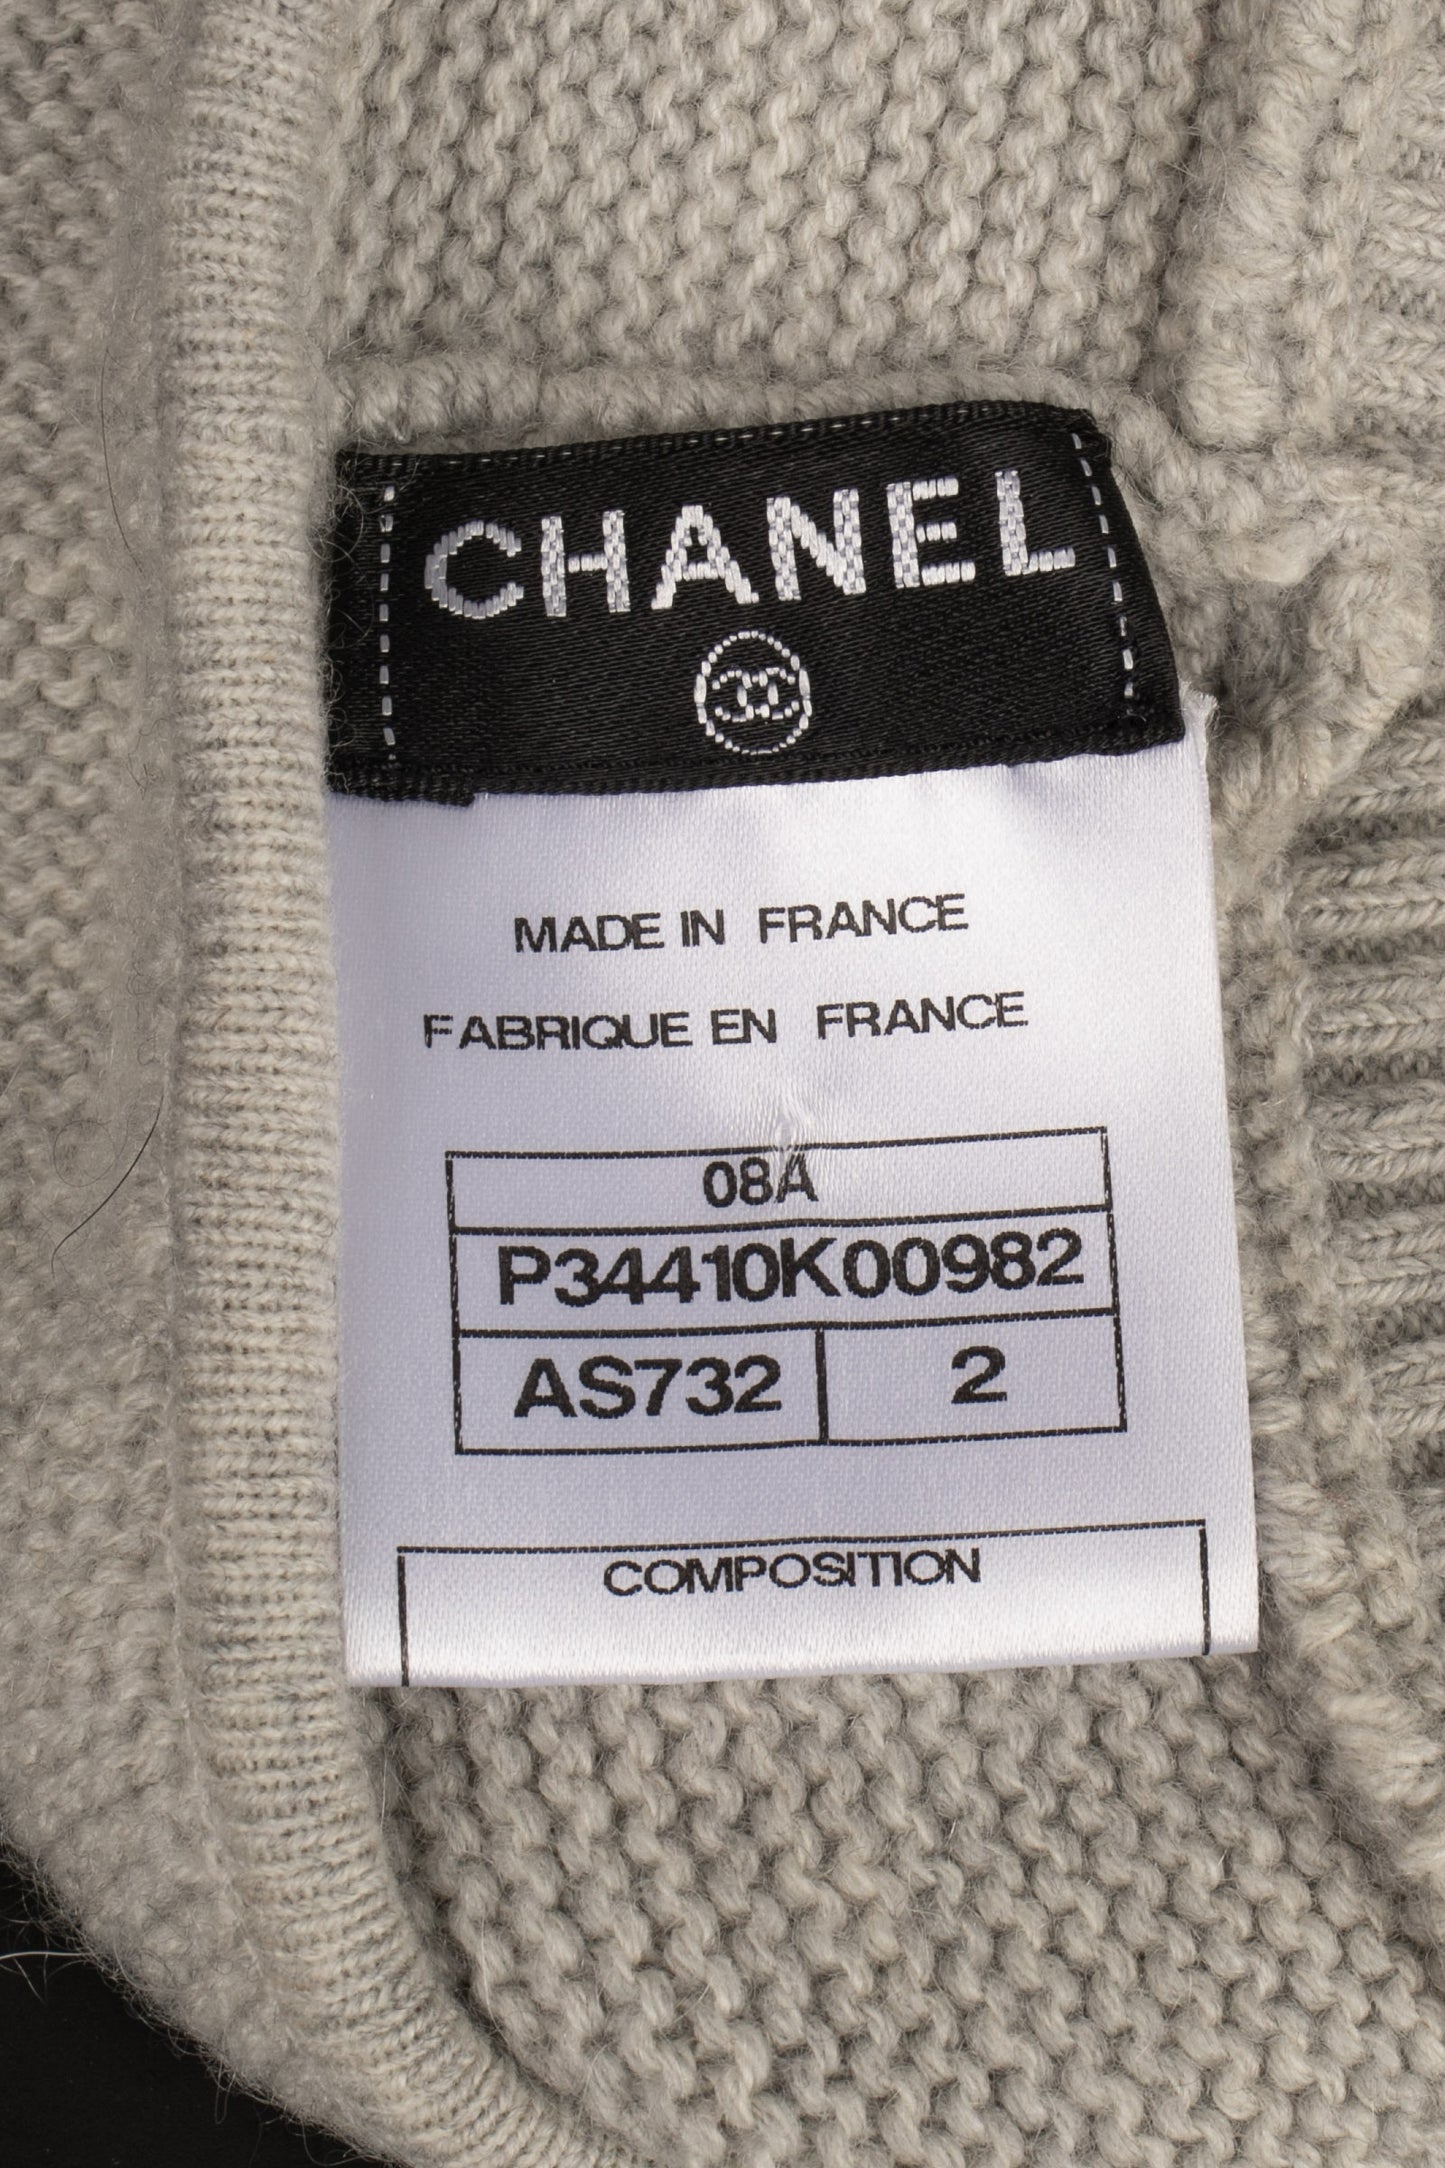 CHANEL
MADE IN FRANCE
FABRIQUE EN FRANCE
08A
P34410K00982
AS732 2
COMPOSITION